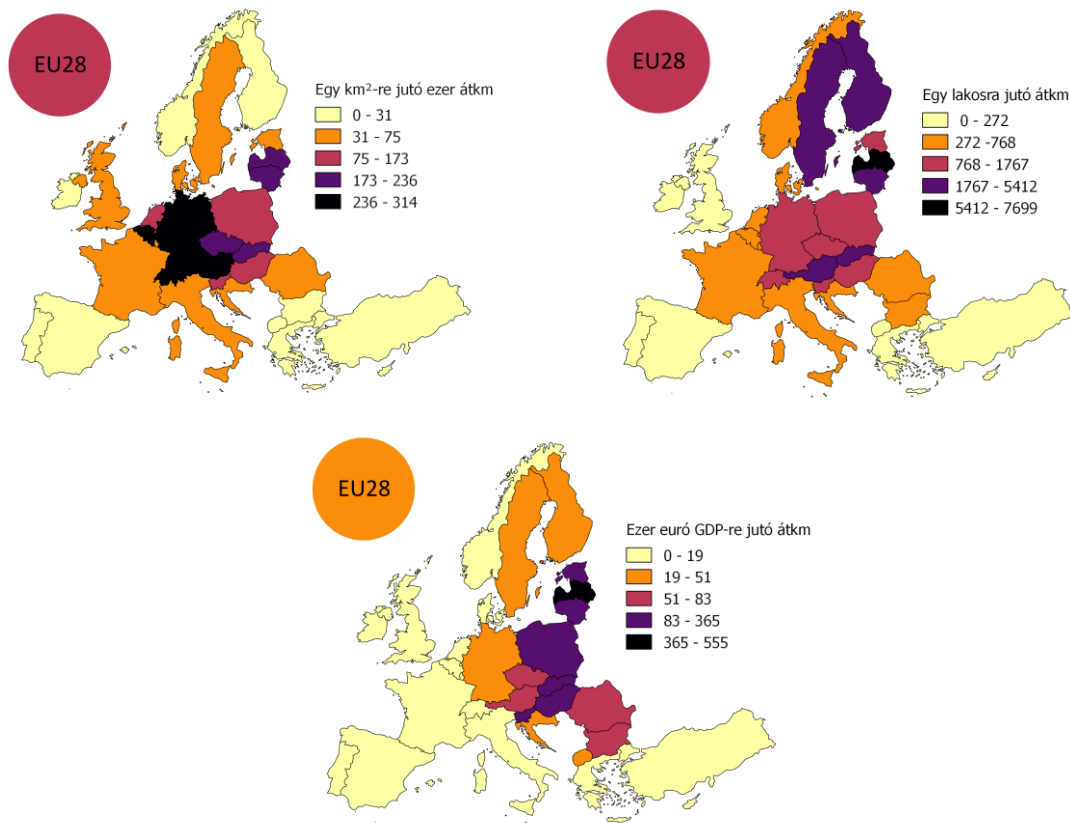 EU28
Egy km²-re jutó ezer átkm
0 - 31
31 - 75
75 - 173
173 - 236
236 - 314
EU28
Egy lakosra jutó átkm
0 - 272
272 -768
768 - 1767
1767 - 5412
5412 - 7699
EU28
Ezer euró GDP-re jutó átkm
0 - 19
19 - 51
51 - 83
83 - 365
365 - 555